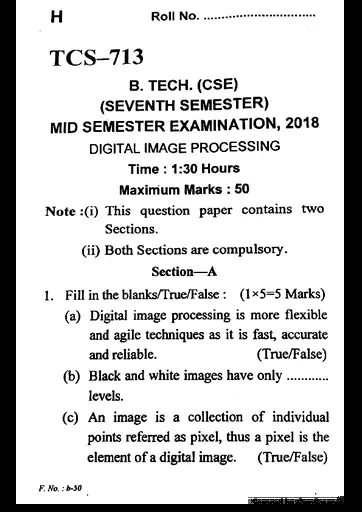 H
Roll No. ................................
TCS–713
B. TECH. (CSE)
(SEVENTH SEMESTER)
MID SEMESTER EXAMINATION, 2018
DIGITAL IMAGE PROCESSING
Time : 1:30 Hours
Maximum Marks : 50
Note :(i) This question paper contains two
Sections.
(ii) Both Sections are compulsory.
Section—A
1. Fill in the blanks/True/False : (1×5=5 Marks)
(a) Digital image processing is more flexible
and agile techniques as it is fast, accurate
and reliable. (True/False)
(b) Black and white images have only ............
levels.
(c) An image is a collection of individual
points referred as pixel, thus a pixel is the
element of a digital image. (True/False)
F. No. : b-50